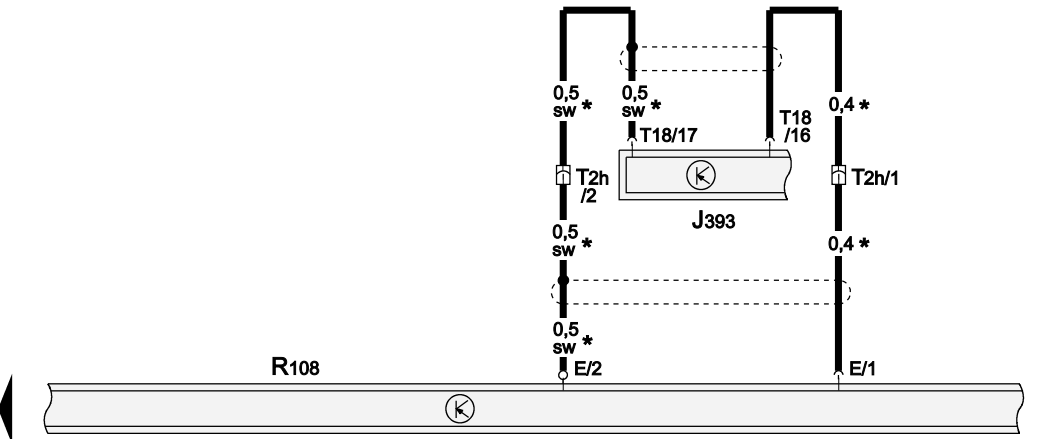 0,5
sw *
0,5
sw *
0,4 *
T18/17
T18
/16
T2h
/2
T2h/1
J393
0,5
sw *
0,4 *
0,5
sw *
R108
E/2
E/1